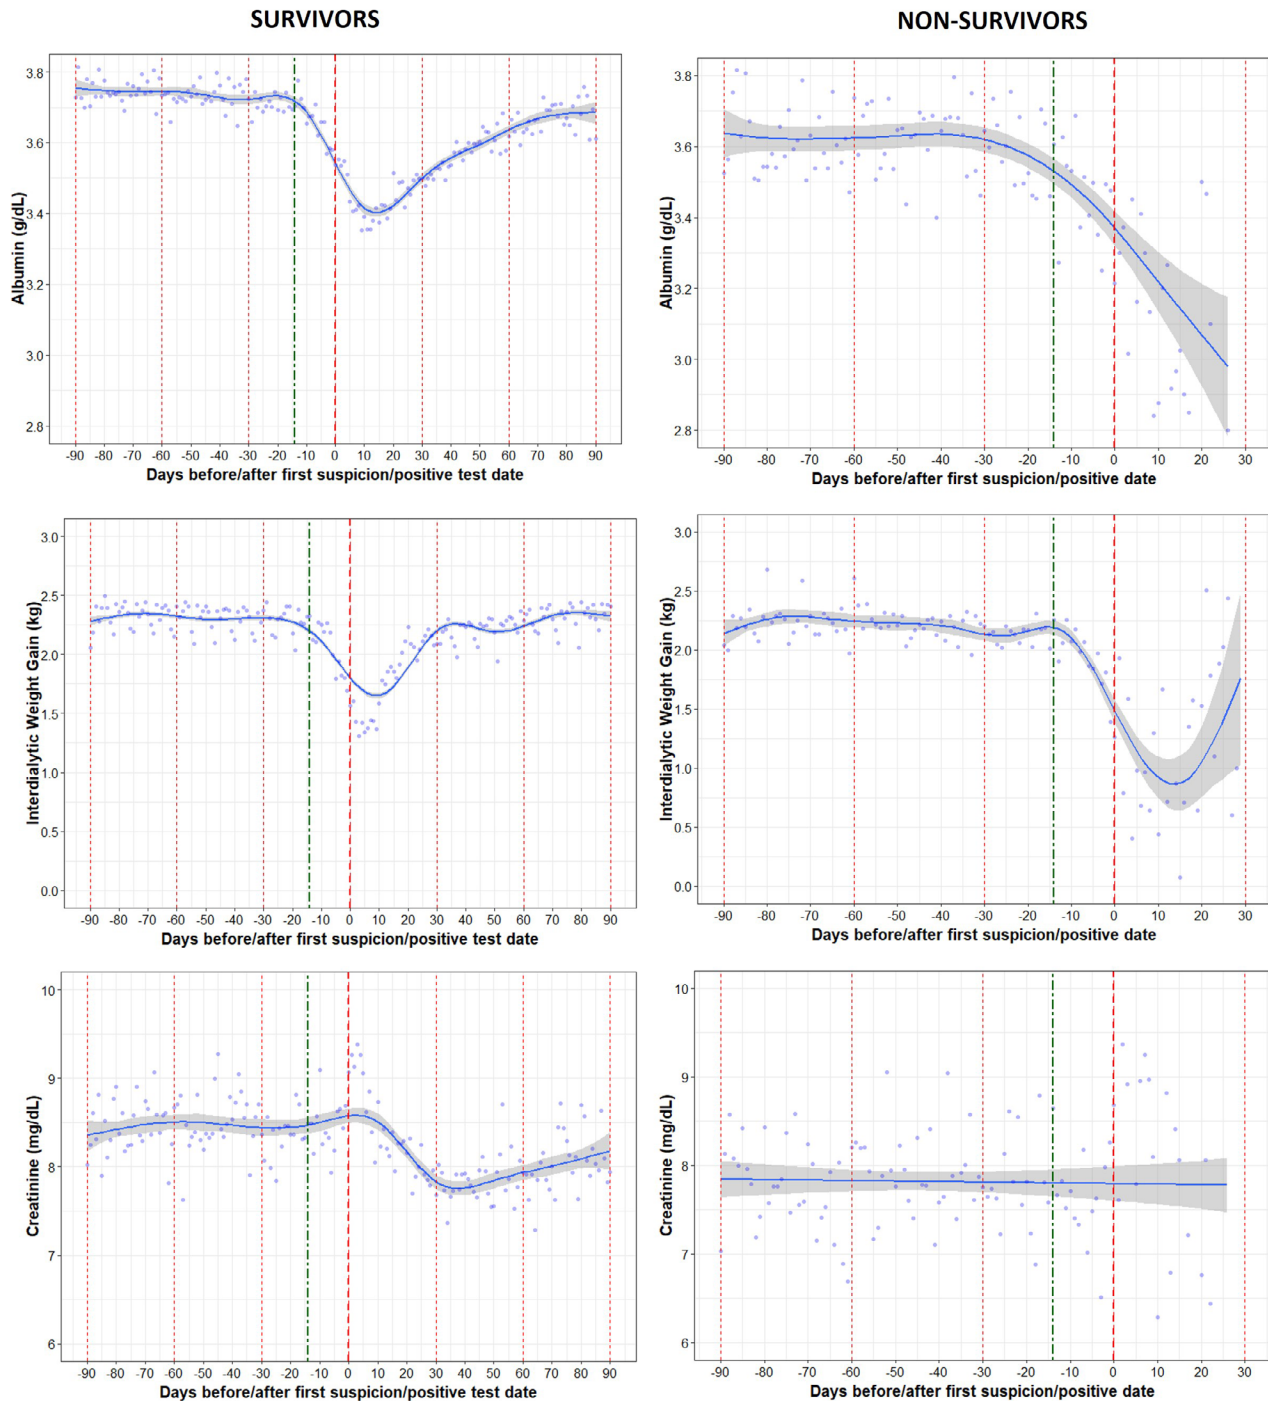 SURVIVORS
NON-SURVIVORS
Albumin (g/dL)
3.8
3.6
3.4
3.2
3.0
2.8
-90 -80 -70 -60 -50 -40 -30 -20 -10 0 10 20 30 40 50 60 70 80 90
Days before/after first suspicion/positive test date
Albumin (g/dL)
3.8
3.6
3.4
3.2
3.0
2.8
-90 -80 -70 -60 -50 -40 -30 -20 -10 0 10 20 30
Days before/after first suspicion/positive date
Interdialytic Weight Gain (kg)
3.0
2.5
2.0
1.5
1.0
0.5
0.0
-90 -80 -70 -60 -50 -40 -30 -20 -10 0 10 20 30 40 50 60 70 80 90
Days before/after first suspicion/positive test date
Interdialytic Weight Gain (kg)
3.0
2.5
2.0
1.5
1.0
0.5
0.0
-90 -80 -70 -60 -50 -40 -30 -20 -10 0 10 20 30
Days before/after first suspicion/positive date
Creatinine (mg/dL)
10
9
8
7
6
-90 -80 -70 -60 -50 -40 -30 -20 -10 0 10 20 30 40 50 60 70 80 90
Days before/after first suspicion/positive test date
Creatinine (mg/dL)
10
9
8
7
6
-90 -80 -70 -60 -50 -40 -30 -20 -10 0 10 20 30
Days before/after first suspicion/positive date